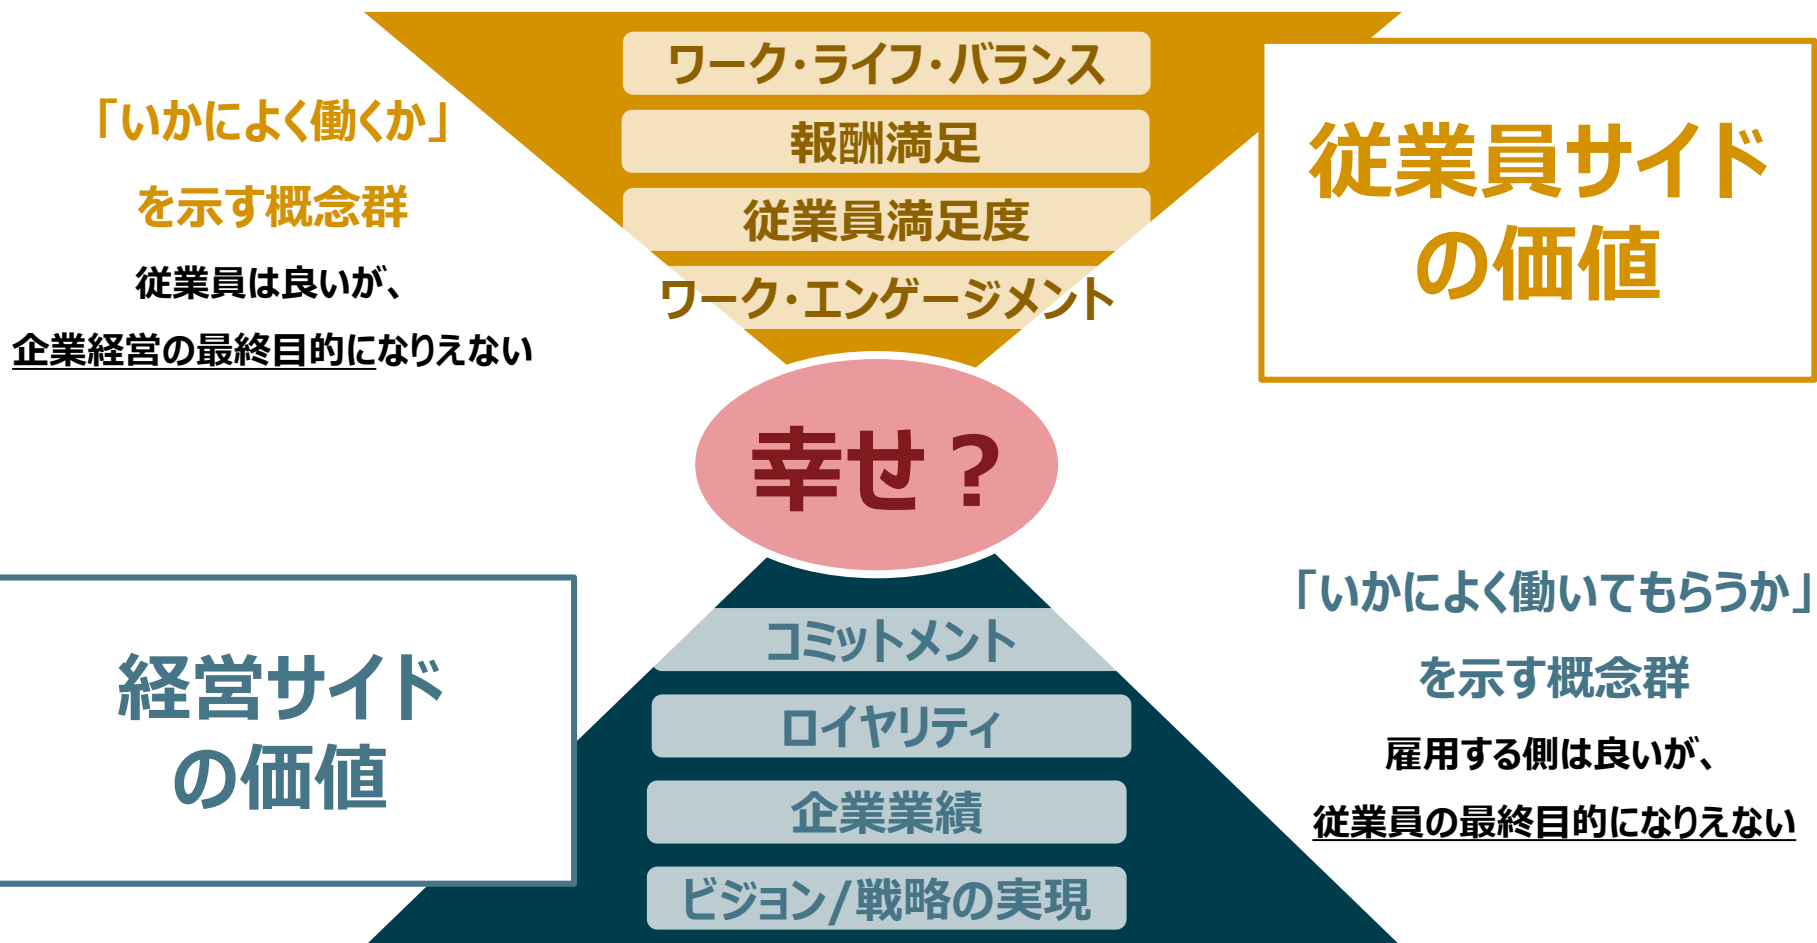 ワーク・ライフ・バランス
報酬満足
従業員満足度
ワーク・エンゲージメント
「いかによく働くか」
を示す概念群
従業員は良いが、
企業経営の最終目的になりえない
従業員サイド
の価値
幸せ？
経営サイド
の価値
コミットメント
ロイヤリティ
企業業績
ビジョン/戦略の実現
「いかによく働いてもらうか」
を示す概念群
雇用する側は良いが、
従業員の最終目的になりえない